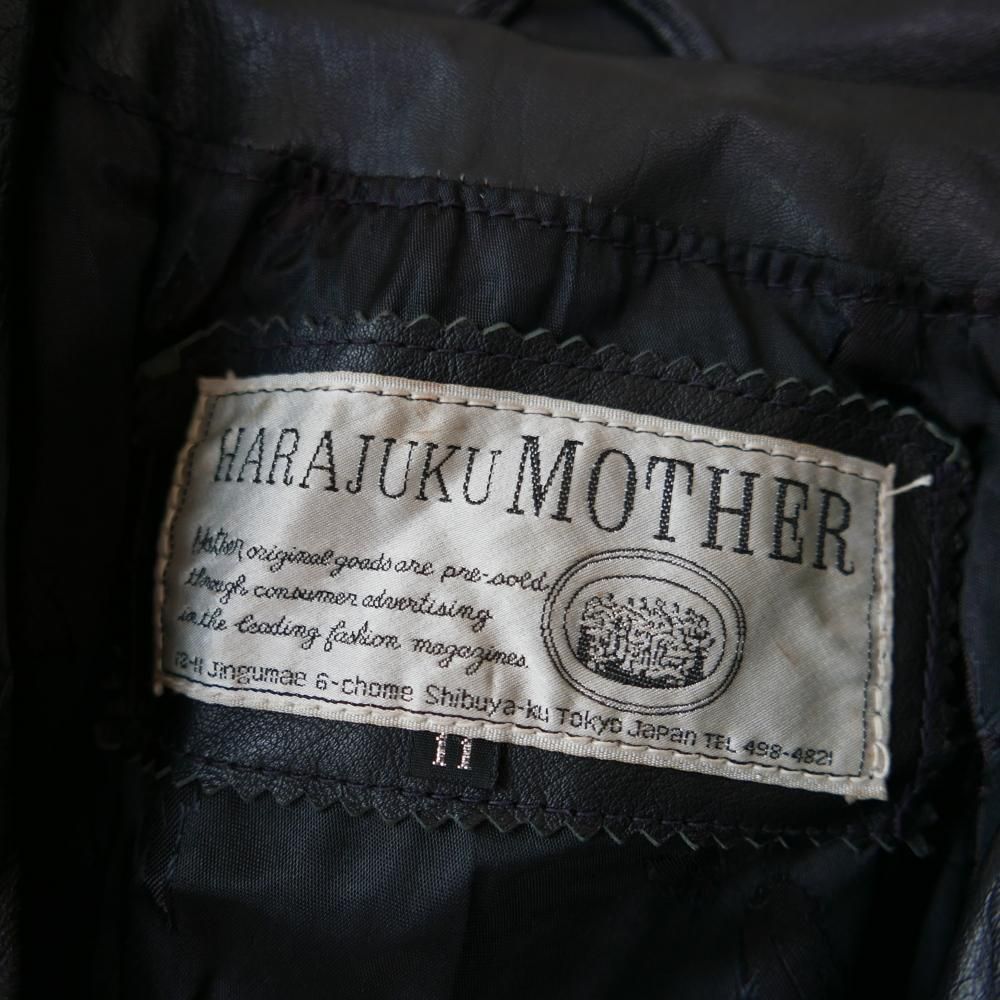 HARAJUKU MOTHER
Mother original goods are pre-sold
through consumer advertising
in the leading fashion magazines.
12-11 Jingumae 6-chome Shibuya-ku Tokyo Japan TEL 498-4821
11